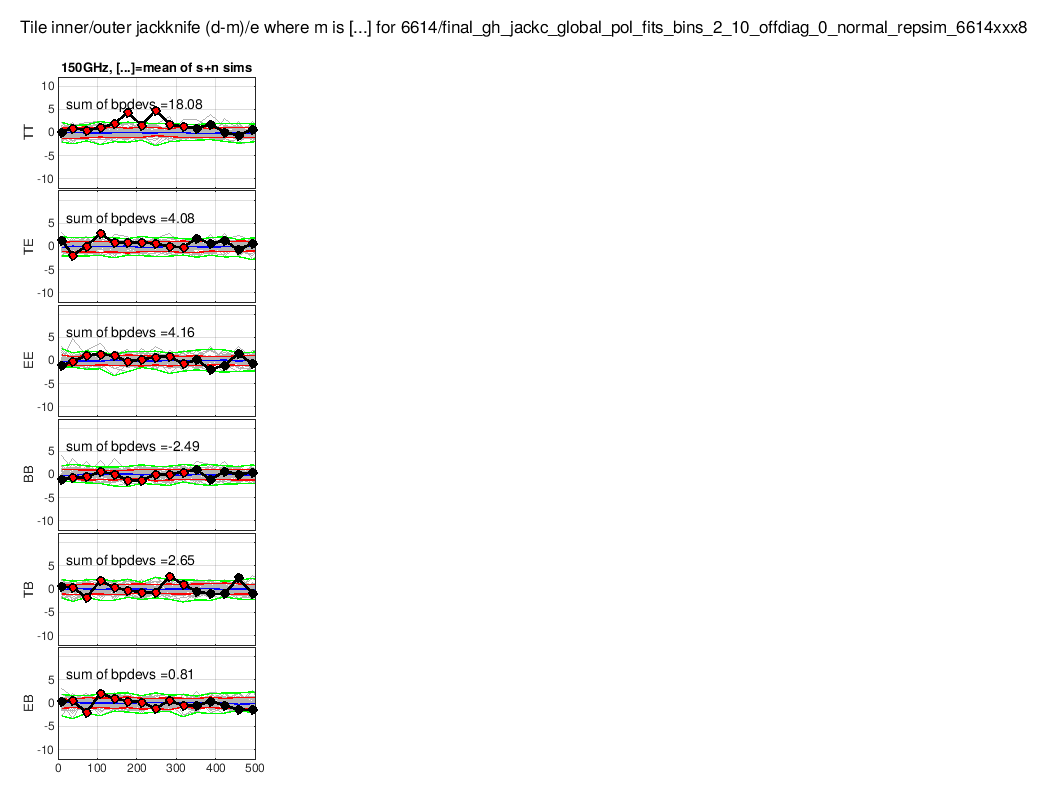 Tile inner/outer jackknife (d-m)/e where m is [...] for 6614/final_gh_jackc_global_pol_fits_bins_2_10_offdiag_0_normal_repsim_6614xxx8
150GHz, [...]=mean of s+n sims
10
5
0
-5
-10
TT
sum of bpdevs =18.08
5
0
-5
-10
TE
sum of bpdevs =4.08
5
0
-5
-10
EE
sum of bpdevs =4.16
5
0
-5
-10
BB
sum of bpdevs =-2.49
5
0
-5
-10
TB
sum of bpdevs =2.65
5
0
-5
-10
EB
sum of bpdevs =0.81
0 100 200 300 400 500